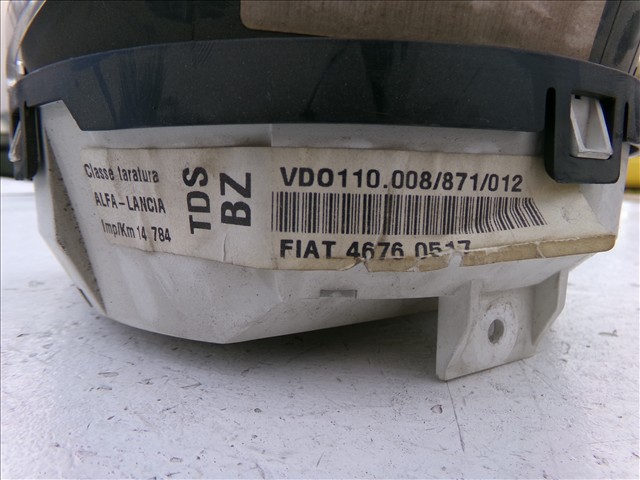 Classe taratura
ALFA-LANCIA
Imp/Km 14 784
TDS
BZ
VDO110.008/871/012
FIAT 4676 0517